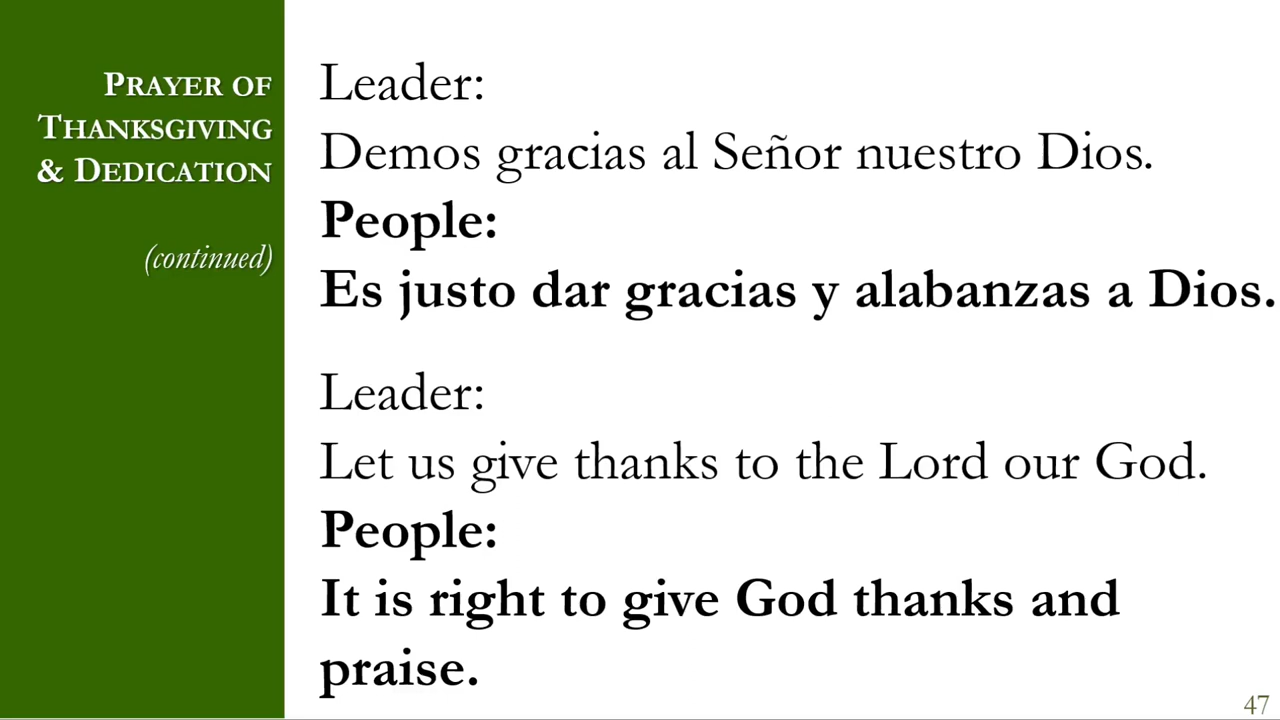 PRAYER OF
THANKSGIVING
& DEDICATION
(continued)
Leader:
Demos gracias al Señor nuestro Dios.
People:
Es justo dar gracias y alabanzas a Dios.
Leader:
Let us give thanks to the Lord our God.
People:
It is right to give God thanks and
praise.
47